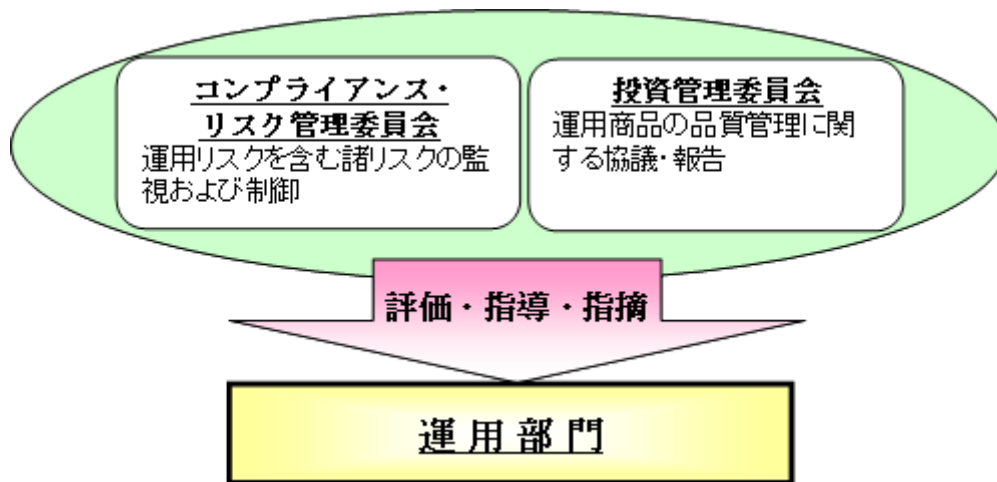 コンプライアンス・
リスク管理委員会
運用リスクを含む諸リスクの監
視および制御
投資管理委員会
運用商品の品質管理に関
する協議・報告
評価・指導・指摘
運用部門